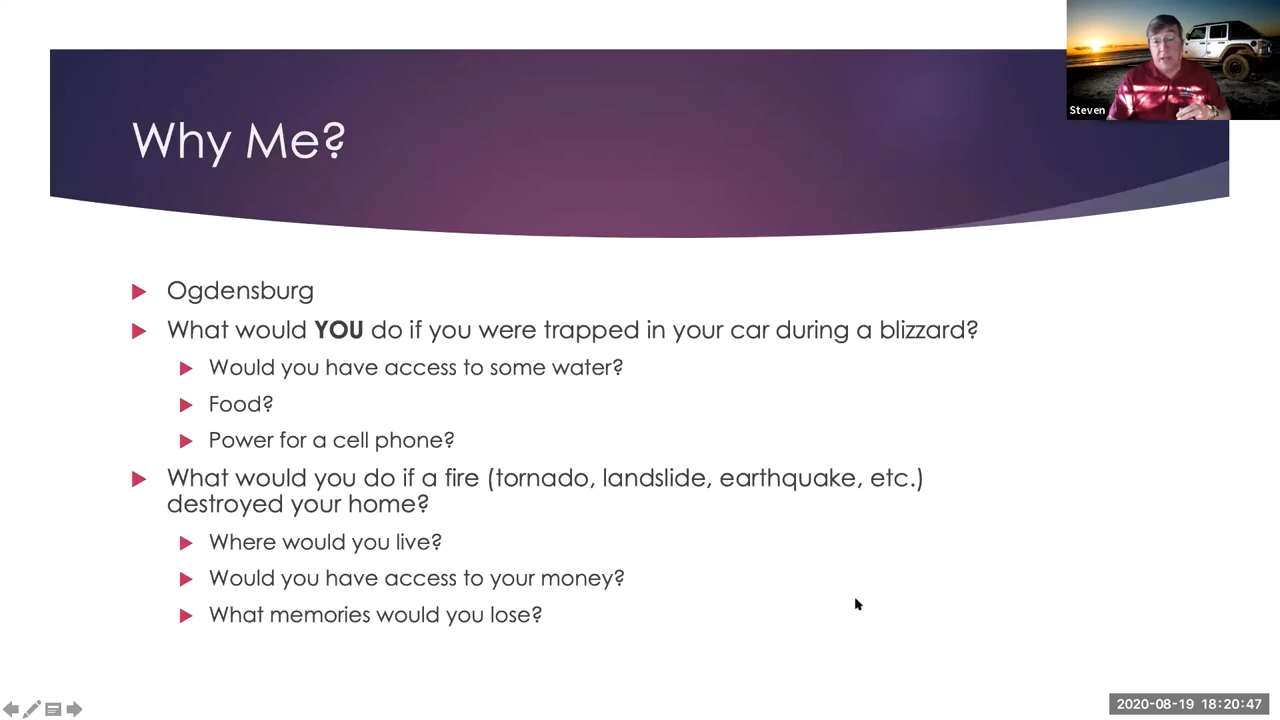 Steven
Why Me?
Ogdensburg
What would YOU do if you were trapped in your car during a blizzard?
Would you have access to some water?
Food?
Power for a cell phone?
What would you do if a fire (tornado, landslide, earthquake, etc.)
destroyed your home?
Where would you live?
Would you have access to your money?
What memories would you lose?
2020-08-19 18:20:47